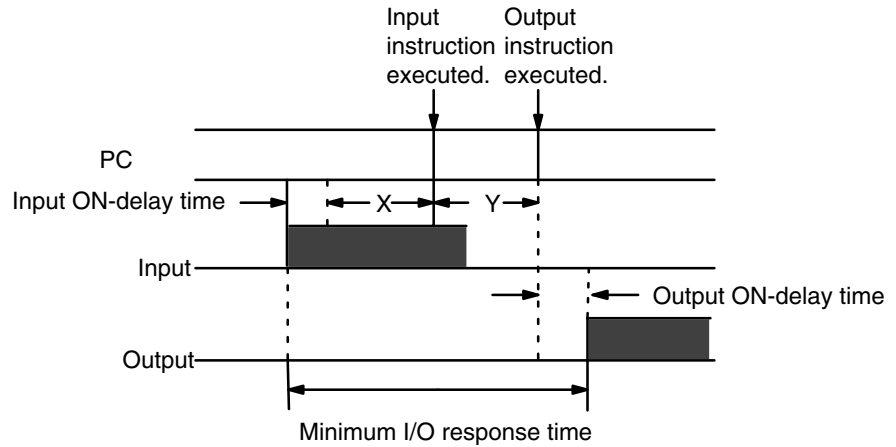 Input
instruction
executed.
Output
instruction
executed.
PC
Input ON-delay time
X
Y
Input
Output ON-delay time
Output
Minimum I/O response time